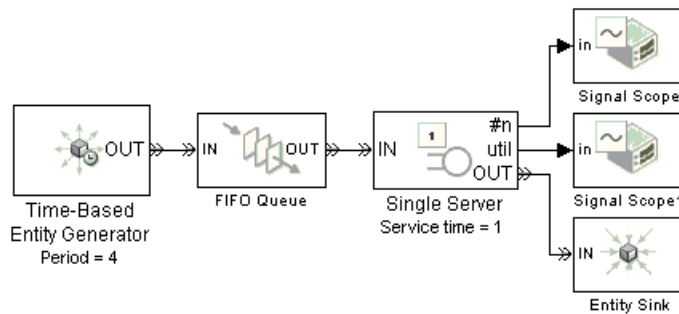 in
Signal Scope
#n
OUT
IN
OUT
IN
1
util
OUT
in
Time-Based
Entity Generator
Period = 4
FIFO Queue
Single Server
Service time = 1
Signal Scope1
IN
Entity Sink